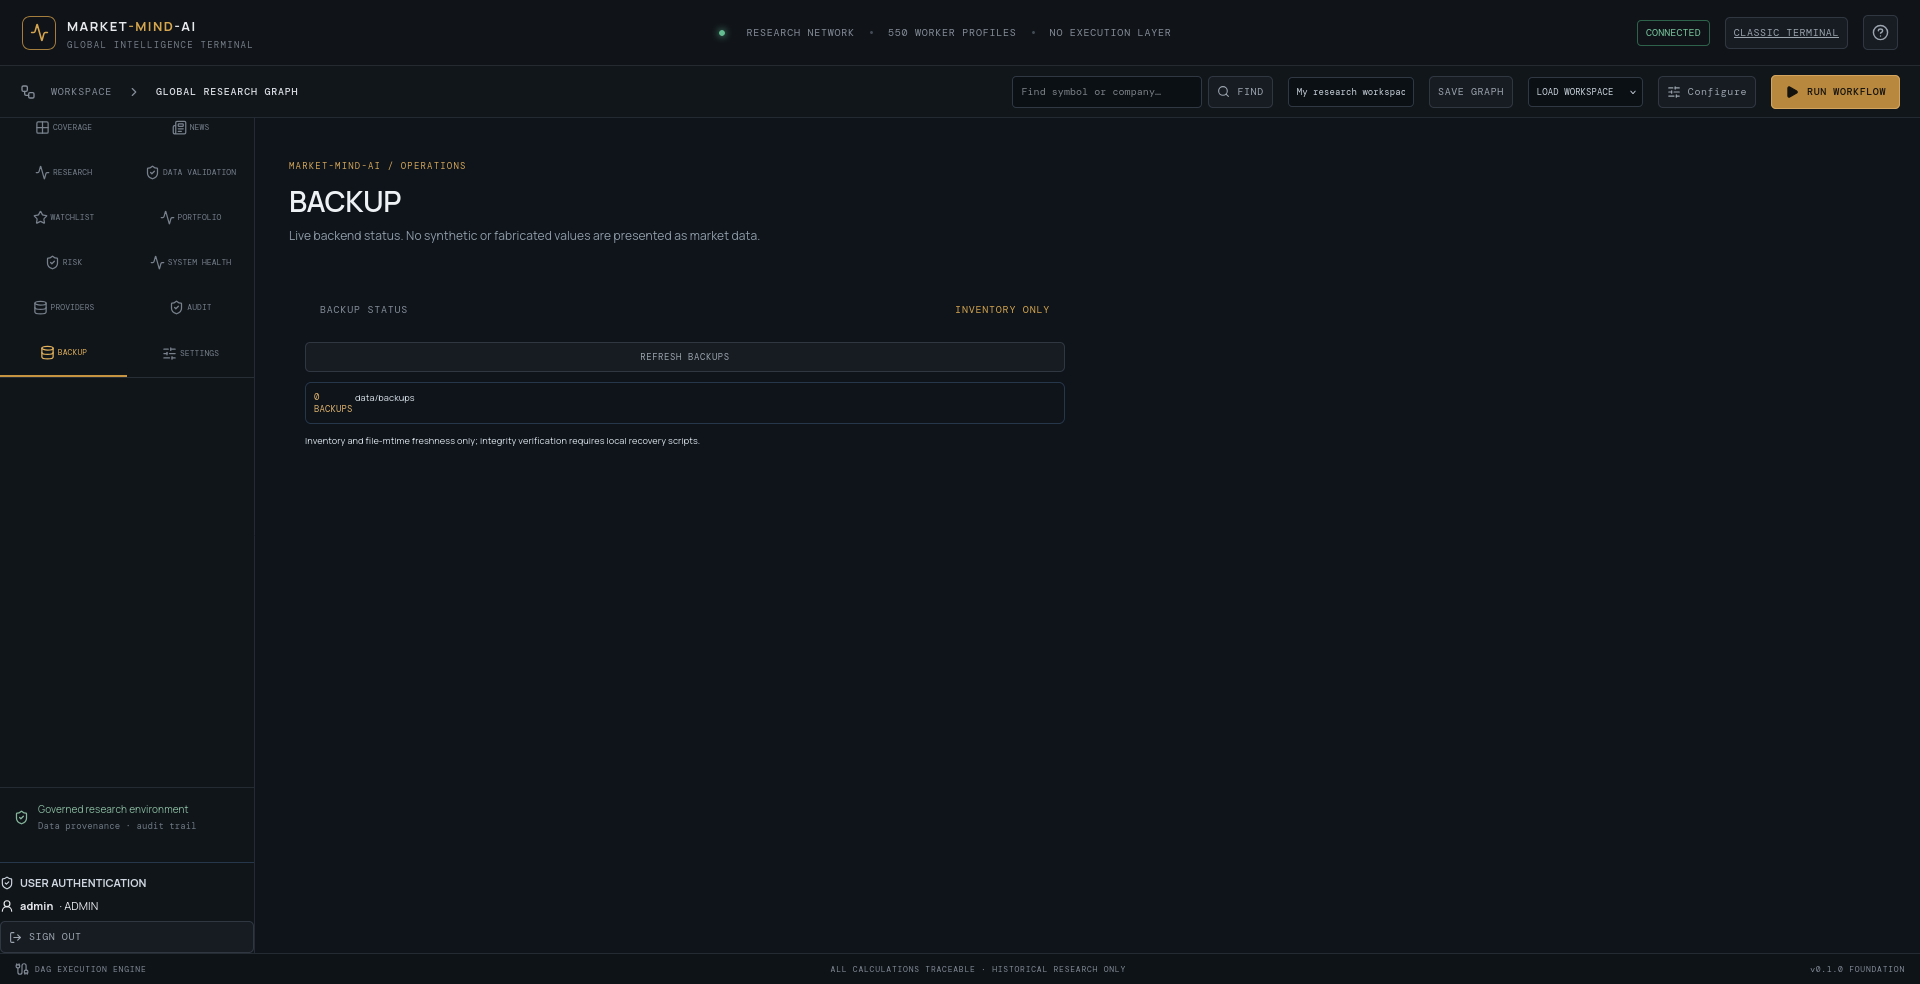 MARKET-MIND-AI
GLOBAL INTELLIGENCE TERMINAL
RESEARCH NETWORK • 550 WORKER PROFILES • NO EXECUTION LAYER
CONNECTED
CLASSIC TERMINAL
WORKSPACE > GLOBAL RESEARCH GRAPH
Find symbol or company…
FIND
My research workspac
SAVE GRAPH
LOAD WORKSPACE
Configure
RUN WORKFLOW
COVERAGE
NEWS
RESEARCH
DATA VALIDATION
WATCHLIST
PORTFOLIO
RISK
SYSTEM HEALTH
PROVIDERS
AUDIT
BACKUP
SETTINGS
MARKET-MIND-AI / OPERATIONS
BACKUP
Live backend status. No synthetic or fabricated values are presented as market data.
BACKUP STATUS
INVENTORY ONLY
REFRESH BACKUPS
0
BACKUPS
data/backups
Inventory and file-mtime freshness only; integrity verification requires local recovery scripts.
Governed research environment
Data provenance · audit trail
USER AUTHENTICATION
admin · ADMIN
SIGN OUT
DAG EXECUTION ENGINE
ALL CALCULATIONS TRACEABLE · HISTORICAL RESEARCH ONLY
v0.1.0 FOUNDATION